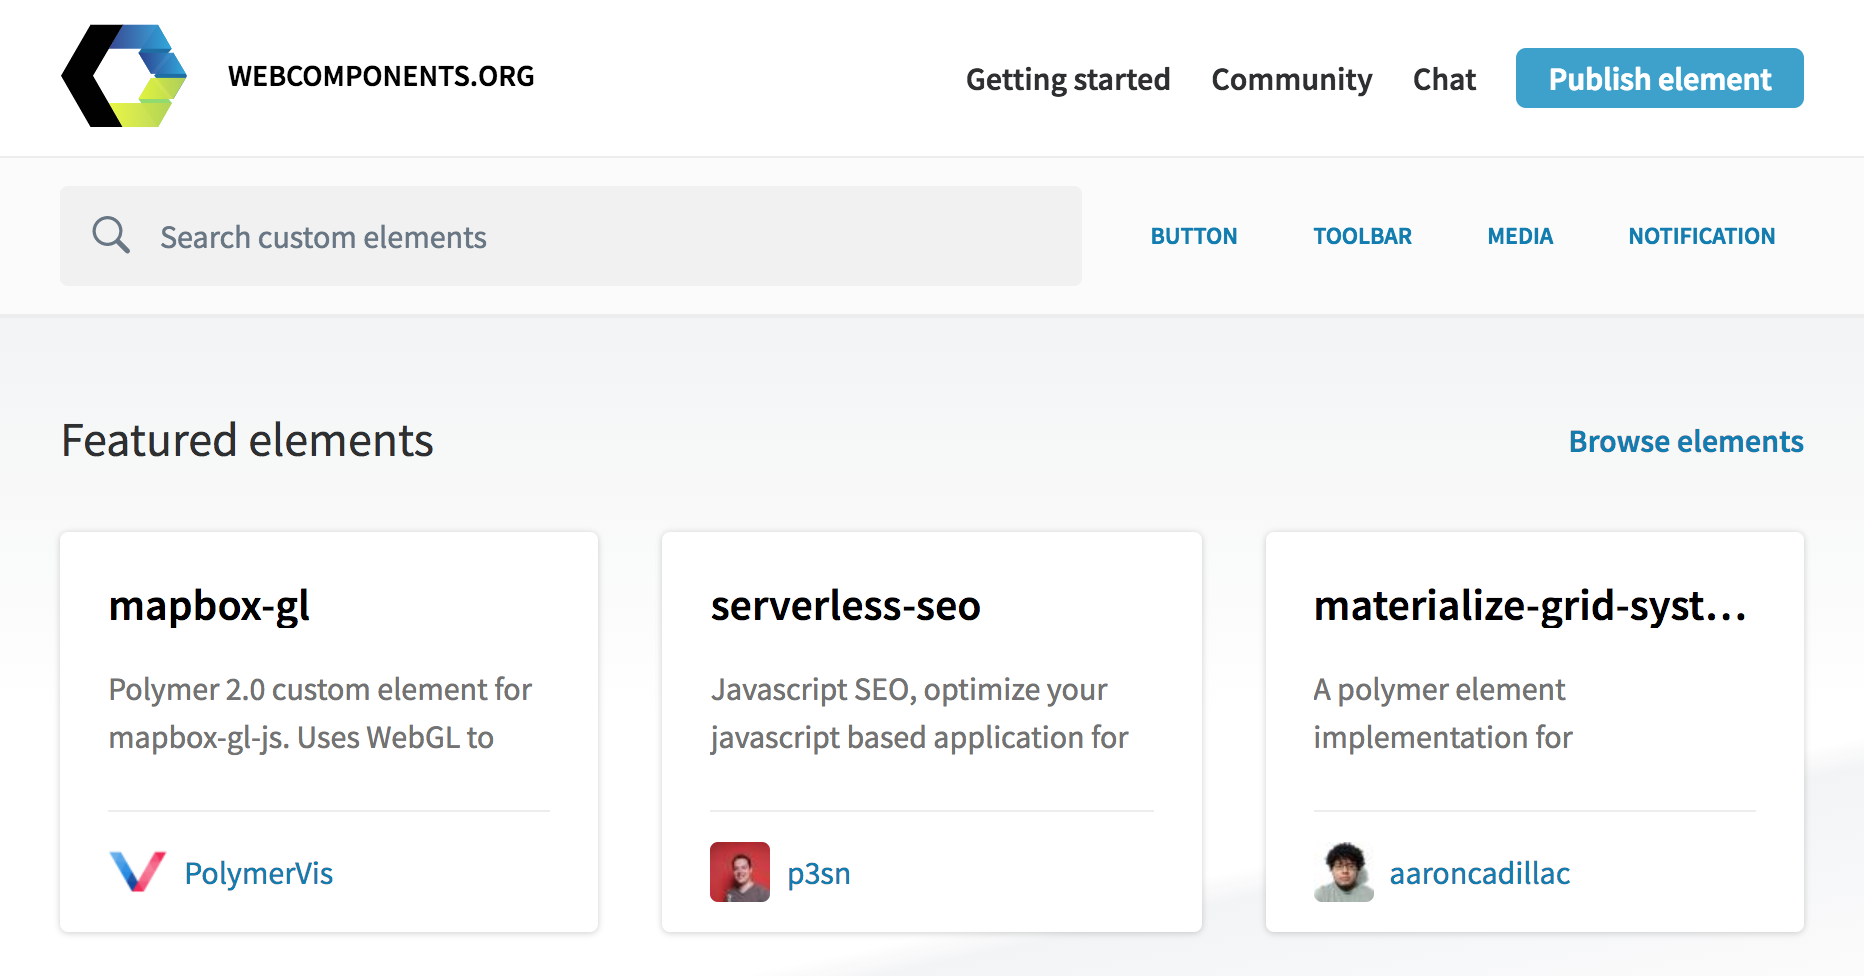 WEBCOMPONENTS.ORG
Getting started
Community
Chat
Publish element
Search custom elements
BUTTON
TOOLBAR
MEDIA
NOTIFICATION
Featured elements
Browse elements
mapbox-gl
Polymer 2.0 custom element for
mapbox-gl-js. Uses WebGL to
PolymerVis
serverless-seo
Javascript SEO, optimize your
javascript based application for
p3sn
materialize-grid-syst...
A polymer element
implementation for
aaroncadillac